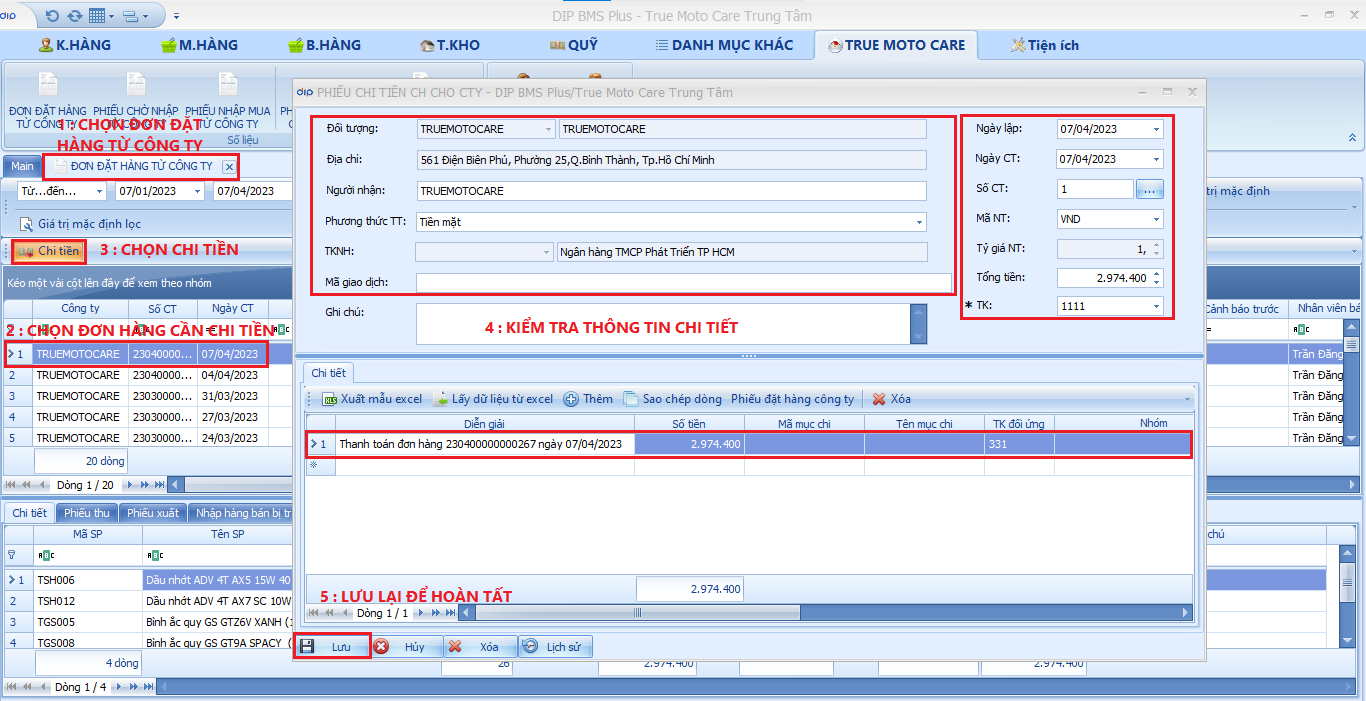 dip
DIP BMS Plus - True Moto Care Trung Tâm
K.HÀNG M.HÀNG B.HÀNG T.KHO QUỸ DANH MỤC KHÁC TRUE MOTO CARE Tiện ích
ĐƠN ĐẶT HÀNG TỪ CÔNG TY
PHIẾU CHỜ NHẬP TỪ CÔNG TY
PHIẾU NHẬP MUA TỪ CÔNG TY
Số liệu
1 : CHỌN ĐƠN ĐẶT
HÀNG TỪ CÔNG TY
Main ĐƠN ĐẶT HÀNG TỪ CÔNG TY
Từ...đến... 07/01/2023 07/04/2023
trị mặc định
Giá trị mặc định lọc
Chi tiền 3 : CHỌN CHI TIỀN
Kéo một vài cột lên đây để xem theo nhóm
Công ty Số CT Ngày CT Cảnh báo trước
2 : CHỌN ĐƠN HÀNG CẦN CHI TIỀN
1 TRUEMOTOCARE 23040000... 07/04/2023 Trần Đăng
2 TRUEMOTOCARE 23040000... 04/04/2023 Trần Đăng
3 TRUEMOTOCARE 23030000... 31/03/2023 Trần Đăng
4 TRUEMOTOCARE 23030000... 27/03/2023 Trần Đăng
5 TRUEMOTOCARE 23030000... 24/03/2023 Trần Đăng
20 dòng
Dòng 1 / 20
Chi tiết Phiếu thu Phiếu xuất Nhập hàng bán bị tr
Mã SP Tên SP chú
1 TSH006 Dầu nhớt ADV 4T AX5 15W 40
2 TSH012 Dầu nhớt ADV 4T AX7 SC 10W
3 TGS005 Bình ắc quy GS GTZ6V XANH (1
4 TGS008 Bình ắc quy GS GT9A SPACY (
4 dòng 26 2.974.400 2.974.400
Dòng 1 / 4
dip PHIẾU CHI TIỀN CH CHO CTY - DIP BMS Plus/True Moto Care Trung Tâm
Đối tượng: TRUEMOTOCARE TRUEMOTOCARE
Địa chỉ: 561 Điện Biên Phủ, Phường 25,Q.Bình Thành, Tp.Hồ Chí Minh
Người nhận: TRUEMOTOCARE
Phương thức TT: Tiền mặt
TKNH: Ngân hàng TMCP Phát Triển TP HCM
Mã giao dịch:
Ghi chú:
4 : KIỂM TRA THÔNG TIN CHI TIẾT
Ngày lập: 07/04/2023
Ngày CT: 07/04/2023
Số CT: 1 ...
Mã NT: VND
Tỷ giá NT: 1,
Tổng tiền: 2.974.400
* TK: 1111
Chi tiết
Xuất mẫu excel Lấy dữ liệu từ excel Thêm Sao chép dòng Phiếu đặt hàng công ty Xóa
Diễn giải Số tiền Mã mục chi Tên mục chi TK đối ứng Nhóm
1 Thanh toán đơn hàng 230400000000267 ngày 07/04/2023 2.974.400 331
2.974.400
5 : LƯU LẠI ĐỂ HOÀN TẤT
Dòng 1 / 1
Lưu Hủy Xóa Lịch sử